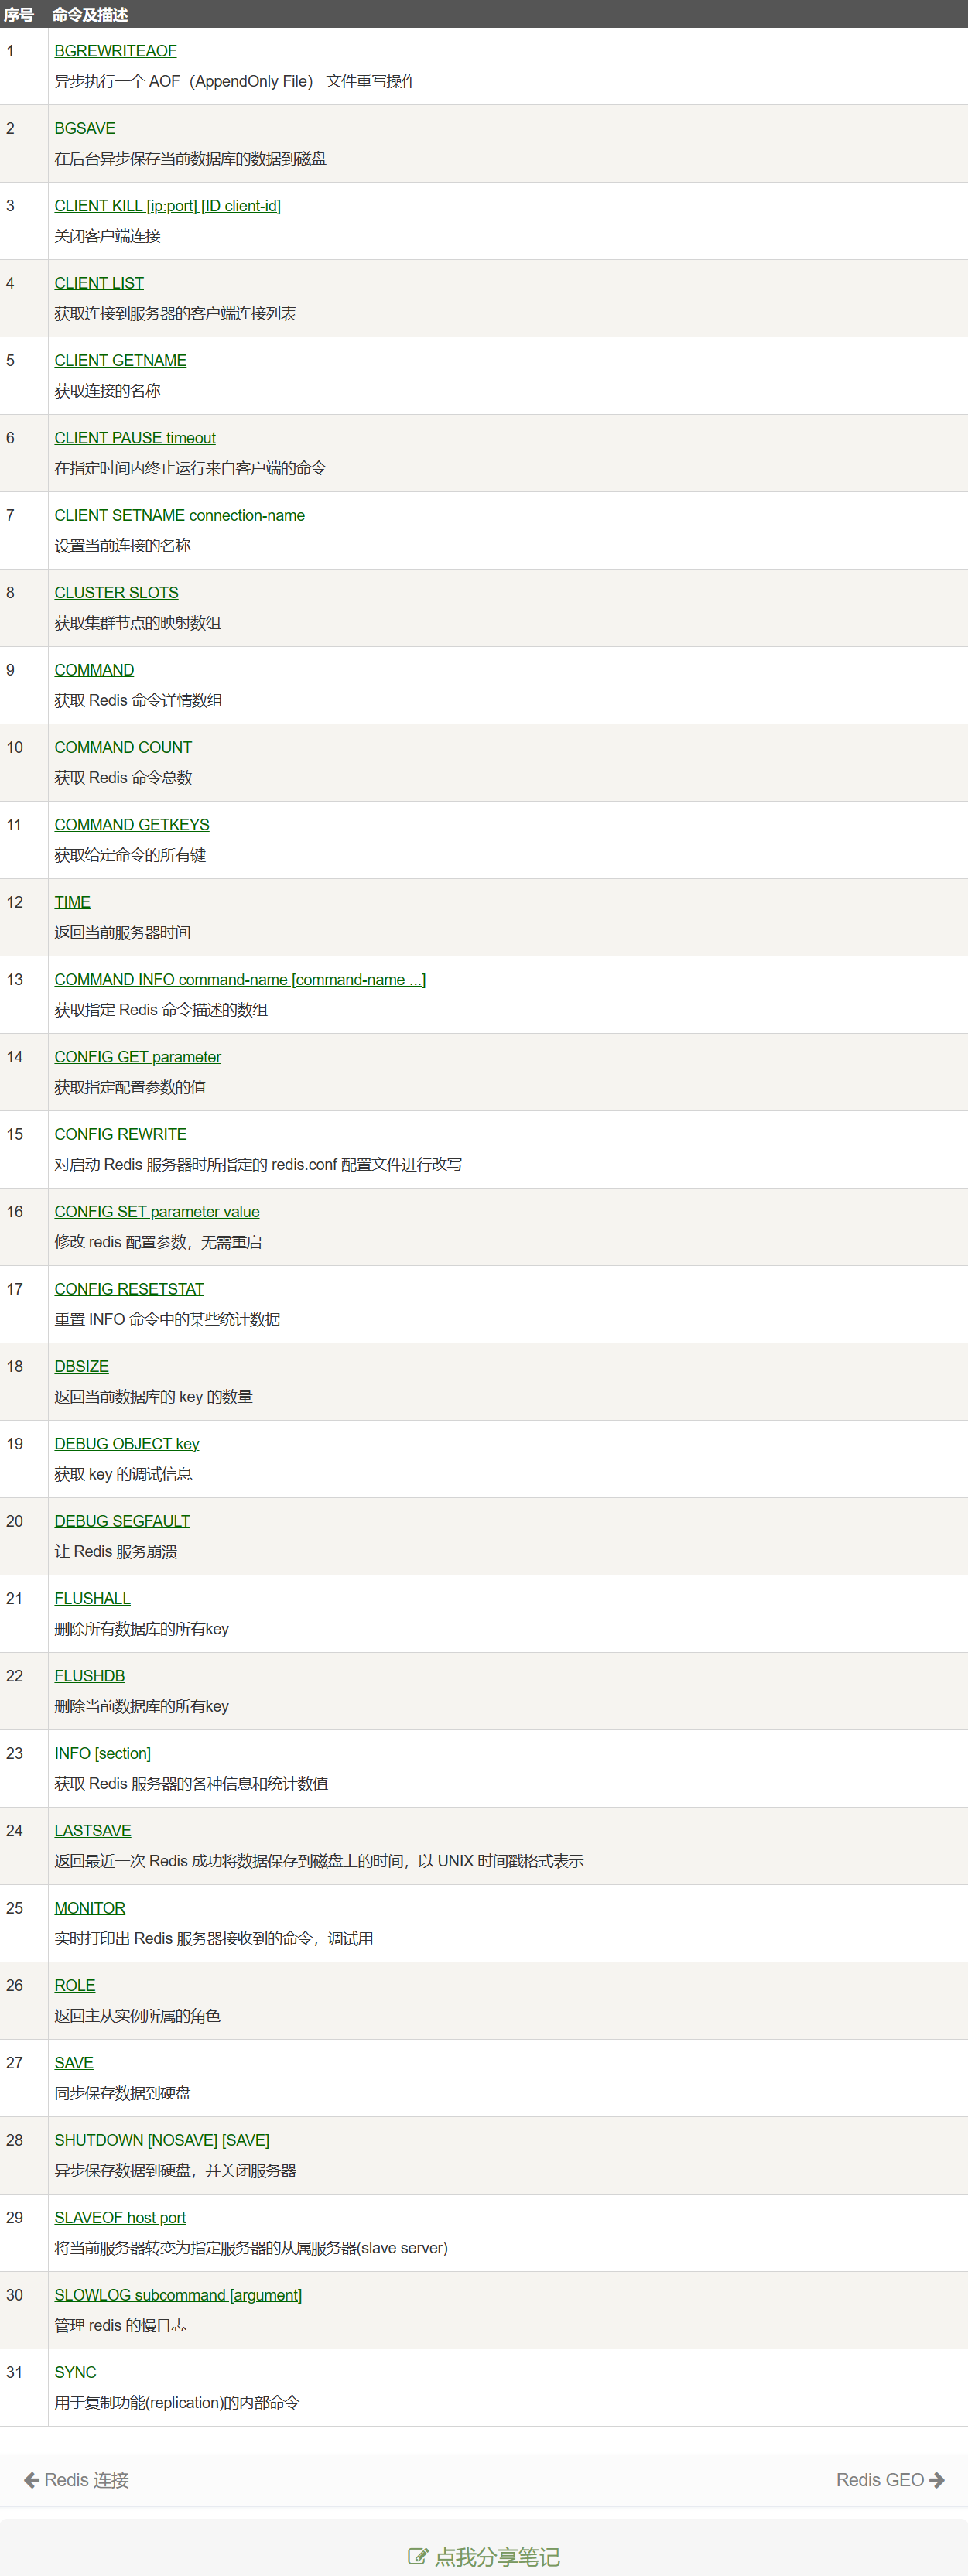 序号 命令及描述
1 BGREWRITEAOF
异步执行一个 AOF（AppendOnly File） 文件重写操作
2 BGSAVE
在后台异步保存当前数据库的数据到磁盘
3 CLIENT KILL [ip:port] [ID client-id]
关闭客户端连接
4 CLIENT LIST
获取连接到服务器的客户端连接列表
5 CLIENT GETNAME
获取连接的名称
6 CLIENT PAUSE timeout
在指定时间内终止运行来自客户端的命令
7 CLIENT SETNAME connection-name
设置当前连接的名称
8 CLUSTER SLOTS
获取集群节点的映射数组
9 COMMAND
获取 Redis 命令详情数组
10 COMMAND COUNT
获取 Redis 命令总数
11 COMMAND GETKEYS
获取给定命令的所有键
12 TIME
返回当前服务器时间
13 COMMAND INFO command-name [command-name ...]
获取指定 Redis 命令描述的数组
14 CONFIG GET parameter
获取指定配置参数的值
15 CONFIG REWRITE
对启动 Redis 服务器时所指定的 redis.conf 配置文件进行改写
16 CONFIG SET parameter value
修改 redis 配置参数，无需重启
17 CONFIG RESETSTAT
重置 INFO 命令中的某些统计数据
18 DBSIZE
返回当前数据库的 key 的数量
19 DEBUG OBJECT key
获取 key 的调试信息
20 DEBUG SEGFAULT
让 Redis 服务崩溃
21 FLUSHALL
删除所有数据库的所有key
22 FLUSHDB
删除当前数据库的所有key
23 INFO [section]
获取 Redis 服务器的各种信息和统计数值
24 LASTSAVE
返回最近一次 Redis 成功将数据保存到磁盘上的时间，以 UNIX 时间戳格式表示
25 MONITOR
实时打印出 Redis 服务器接收到的命令，调试用
26 ROLE
返回主从实例所属的角色
27 SAVE
同步保存数据到硬盘
28 SHUTDOWN [NOSAVE] [SAVE]
异步保存数据到硬盘，并关闭服务器
29 SLAVEOF host port
将当前服务器转变为指定服务器的从属服务器(slave server)
30 SLOWLOG subcommand [argument]
管理 redis 的慢日志
31 SYNC
用于复制功能(replication)的内部命令
Redis 连接 Redis GEO
点我分享笔记